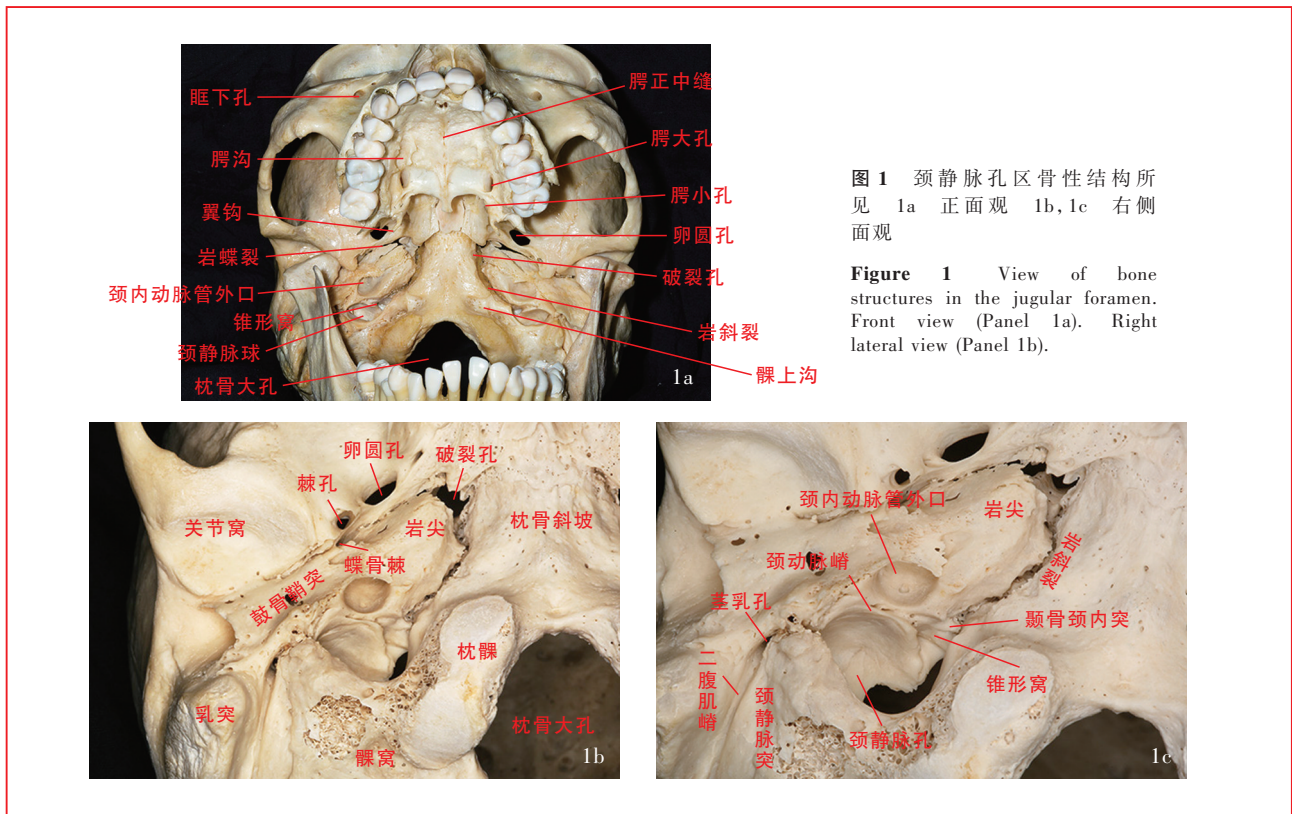 眶下孔
腭沟
翼钩
岩蝶裂
颈内动脉管外口
锥形窝
颈静脉球
枕骨大孔
腭正中缝
腭大孔
腭小孔
卵圆孔
破裂孔
岩斜裂
髁上沟
1a
图 1 颈静脉孔区骨性结构所
见 1a 正面观 1b,1c 右侧
面观
Figure 1 View of bone
structures in the jugular foramen.
Front view (Panel 1a). Right
lateral view (Panel 1b).
卵圆孔
破裂孔
棘孔
关节窝
岩尖
枕骨斜坡
蝶骨棘
鼓骨鞘突
枕髁
乳突
枕骨大孔
髁窝
1b
颈内动脉管外口
岩尖
岩斜裂
颈动脉嵴
茎乳孔
颞骨颈内突
二腹肌嵴
锥形窝
颈静脉突
颈静脉孔
1c